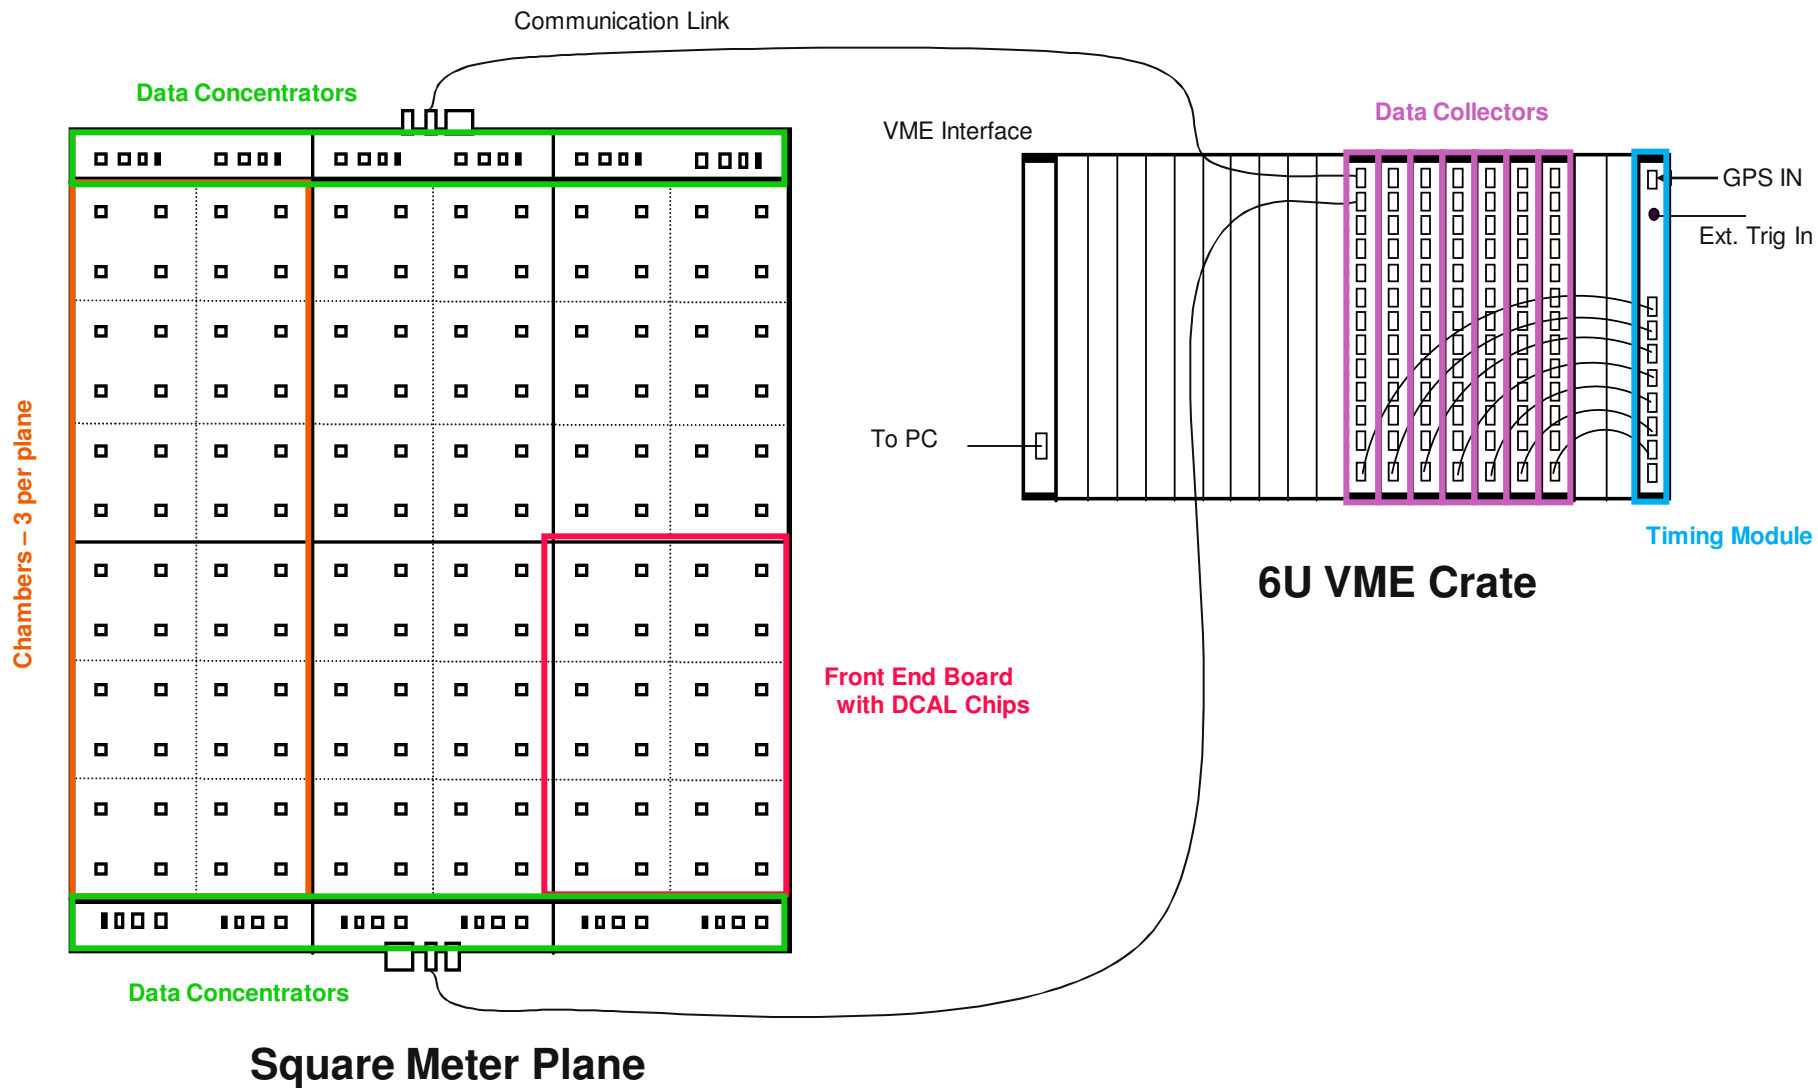 Communication Link
Data Concentrators
Data Collectors
VME Interface
GPS IN
Ext. Trig In
To PC
Chambers – 3 per plane
Timing Module
6U VME Crate
Front End Board
with DCAL Chips
Data Concentrators
Square Meter Plane